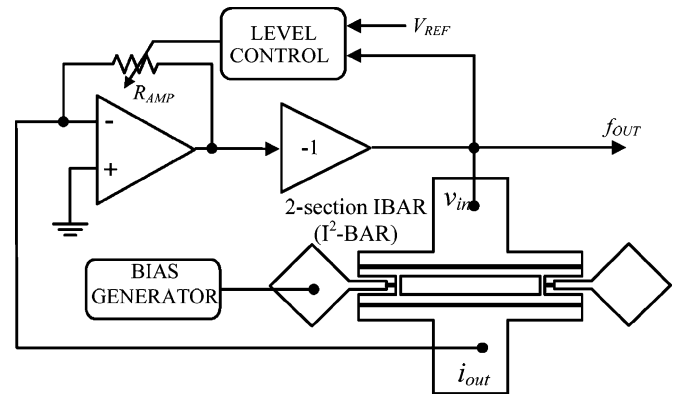 LEVEL
CONTROL
V_REF
R_AMP
-
+
-1
f_OUT
2-section IBAR
(I²-BAR)
v_in
BIAS
GENERATOR
i_out